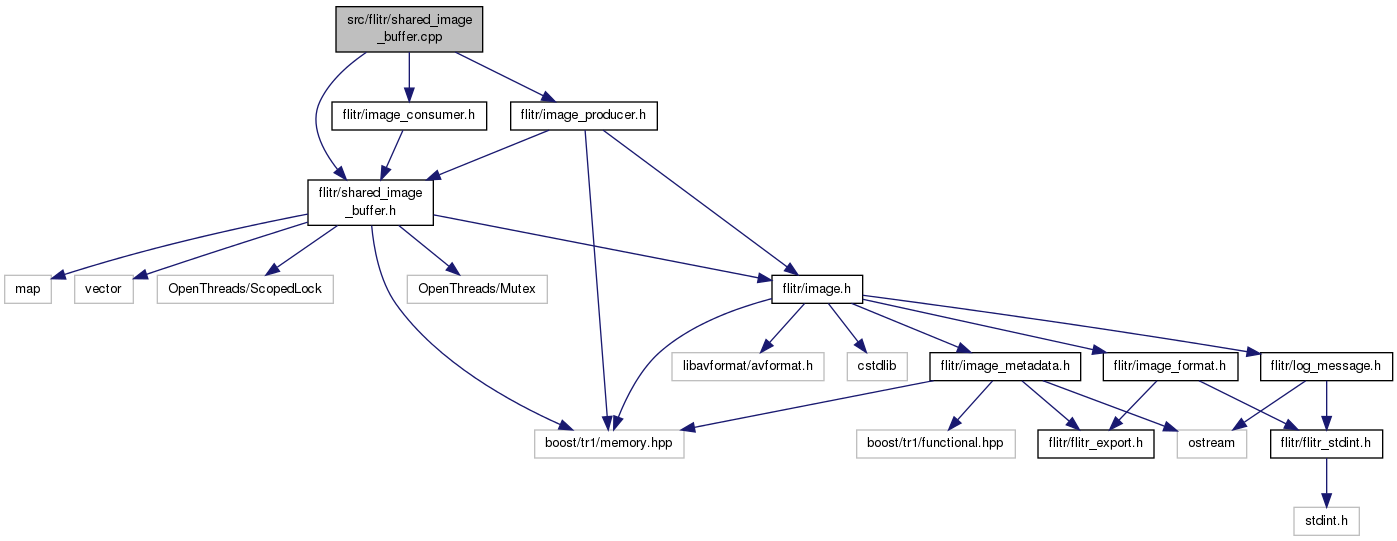 src/flitr/shared_image
_buffer.cpp
flitr/image_consumer.h
flitr/image_producer.h
flitr/shared_image
_buffer.h
map
vector
OpenThreads/ScopedLock
OpenThreads/Mutex
flitr/image.h
libavformat/avformat.h
cstdlib
flitr/image_metadata.h
flitr/image_format.h
flitr/log_message.h
boost/tr1/memory.hpp
boost/tr1/functional.hpp
flitr/flitr_export.h
ostream
flitr/flitr_stdint.h
stdint.h